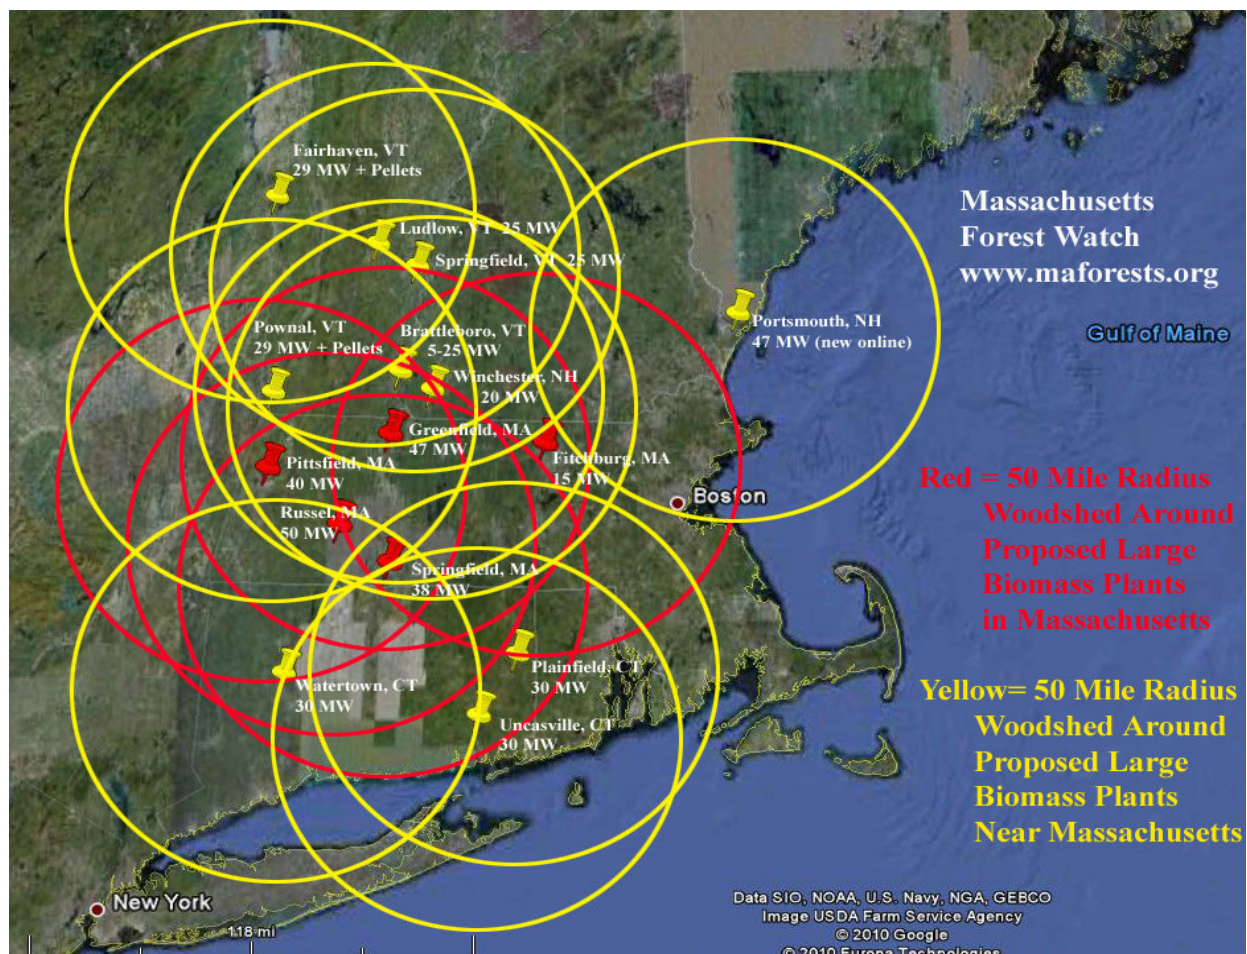 Fairhaven, VT
29 MW + Pellets
Ludlow, VT 25 MW
Springfield, VT 25 MW
Pownal, VT
29 MW + Pellets
Brattleboro, VT
5-25 MW
Winchester, NH
20 MW
Portsmouth, NH
47 MW (new online)
Greenfield, MA
47 MW
Fitchburg, MA
15 MW
Pittsfield, MA
40 MW
Russel, MA
50 MW
Springfield, MA
38 MW
Boston
Plainfield, CT
30 MW
Watertown, CT
30 MW
Uncasville, CT
30 MW
New York
118 mi
Massachusetts
Forest Watch
www.maforests.org
Gulf of Maine
Red = 50 Mile Radius
Woodshed Around
Proposed Large
Biomass Plants
in Massachusetts
Yellow= 50 Mile Radius
Woodshed Around
Proposed Large
Biomass Plants
Near Massachusetts
Data SIO, NOAA, U.S. Navy, NGA, GEBCO
Image USDA Farm Service Agency
© 2010 Google
© 2010 Europa Technologies